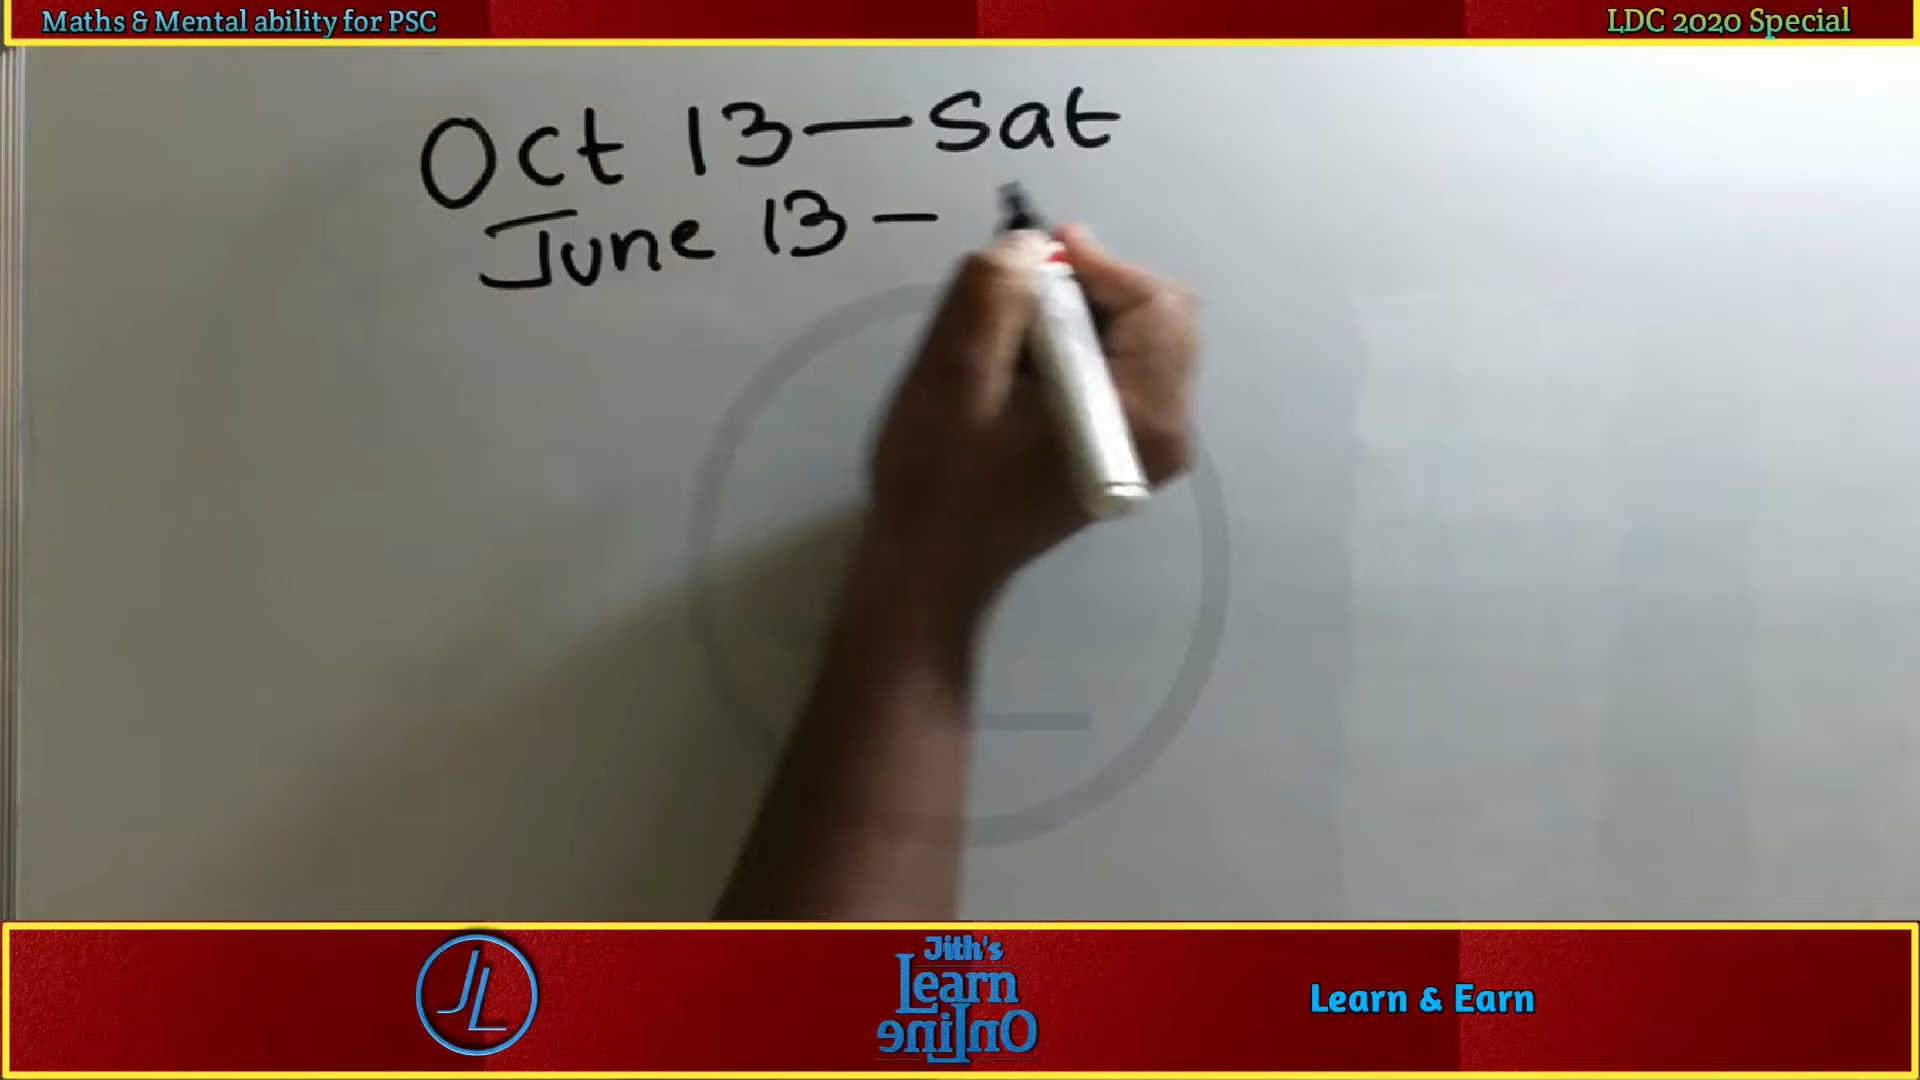 Maths & Mental ability for PSC
LDC 2020 Special
Oct 13 — Sat
June 13 —
JL
Jith's
Learn
OnLine
Learn & Earn